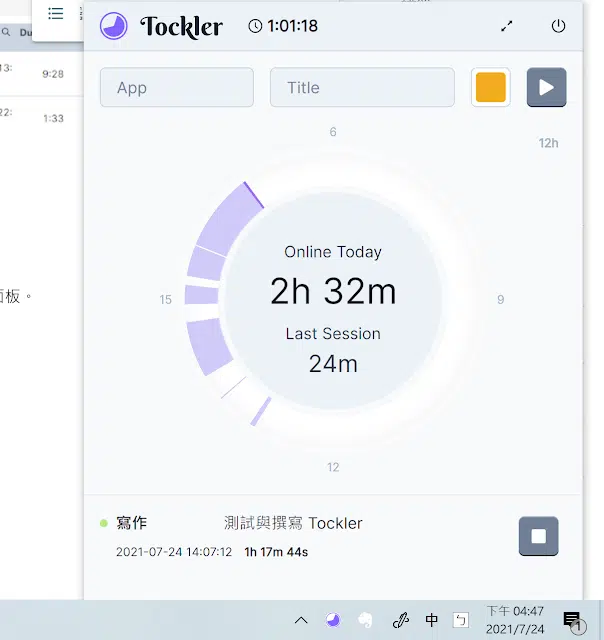 Tockler
1:01:18
Du
13:
9:28
App
Title
22:
1:33
6
12h
Online Today
2h 32m
15
9
面板。
Last Session
24m
12
寫作
測試與撰寫 Tockler
2021-07-24 14:07:12 1h 17m 44s
中
ㄅ
下午 04:47
2021/7/24
1